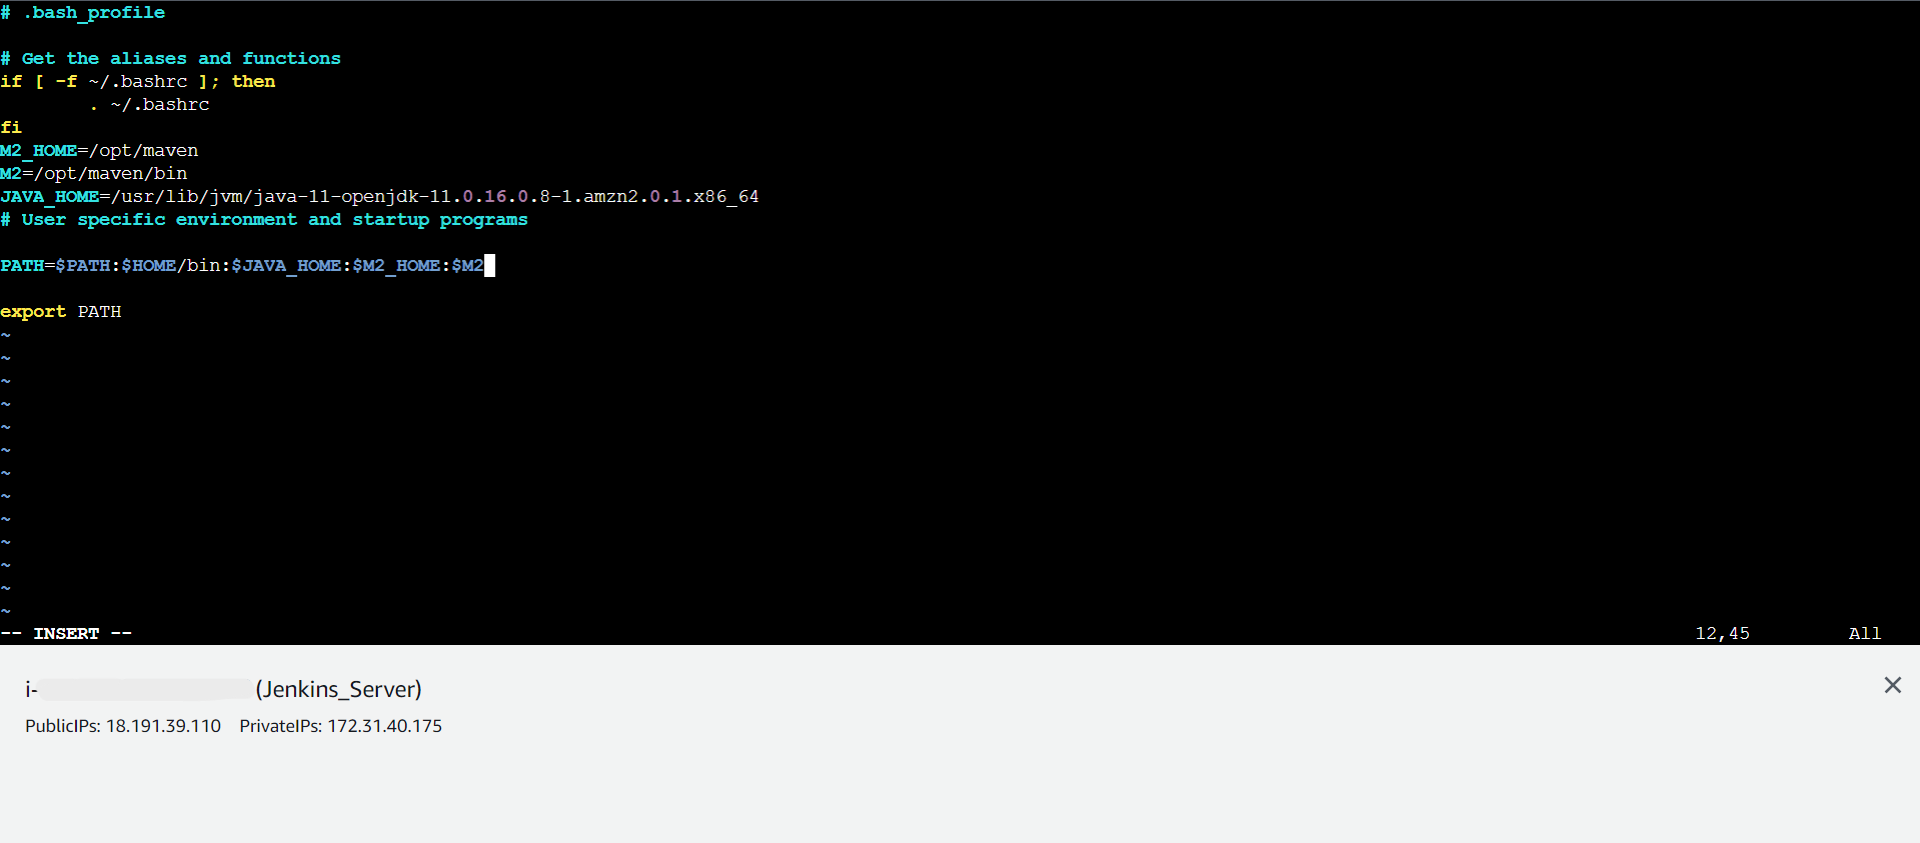 # .bash_profile
# Get the aliases and functions
if [ -f ~/.bashrc ]; then
        . ~/.bashrc
fi
M2_HOME=/opt/maven
M2=/opt/maven/bin
JAVA_HOME=/usr/lib/jvm/java-11-openjdk-11.0.16.0.8-1.amzn2.0.1.x86_64
# User specific environment and startup programs
PATH=$PATH:$HOME/bin:$JAVA_HOME:$M2_HOME:$M2
export PATH
~
~
~
~
~
~
~
~
~
~
~
~
~
-- INSERT -- 12,45 All
i- (Jenkins_Server)
PublicIPs: 18.191.39.110 PrivateIPs: 172.31.40.175